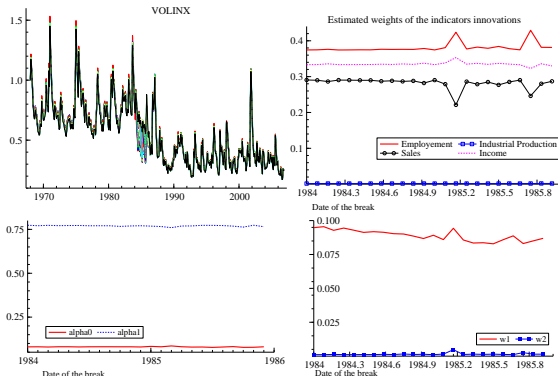 VOLINX
1.5
1.0
0.5
1970 1980 1990 2000
Estimated weights of the indicators innovations
0.4
0.3
0.2
0.1
Employement Industrial Production
Sales Income
1984 1984.3 1984.6 1984.9 1985.2 1985.5 1985.8
Date of the break
0.75
0.50
0.25
alpha0 alpha1
1984 1985 1986
Date of the break
0.100
0.075
0.050
0.025
0.000
w1 w2
1984 1984.3 1984.6 1984.9 1985.2 1985.5 1985.8
Date of the break